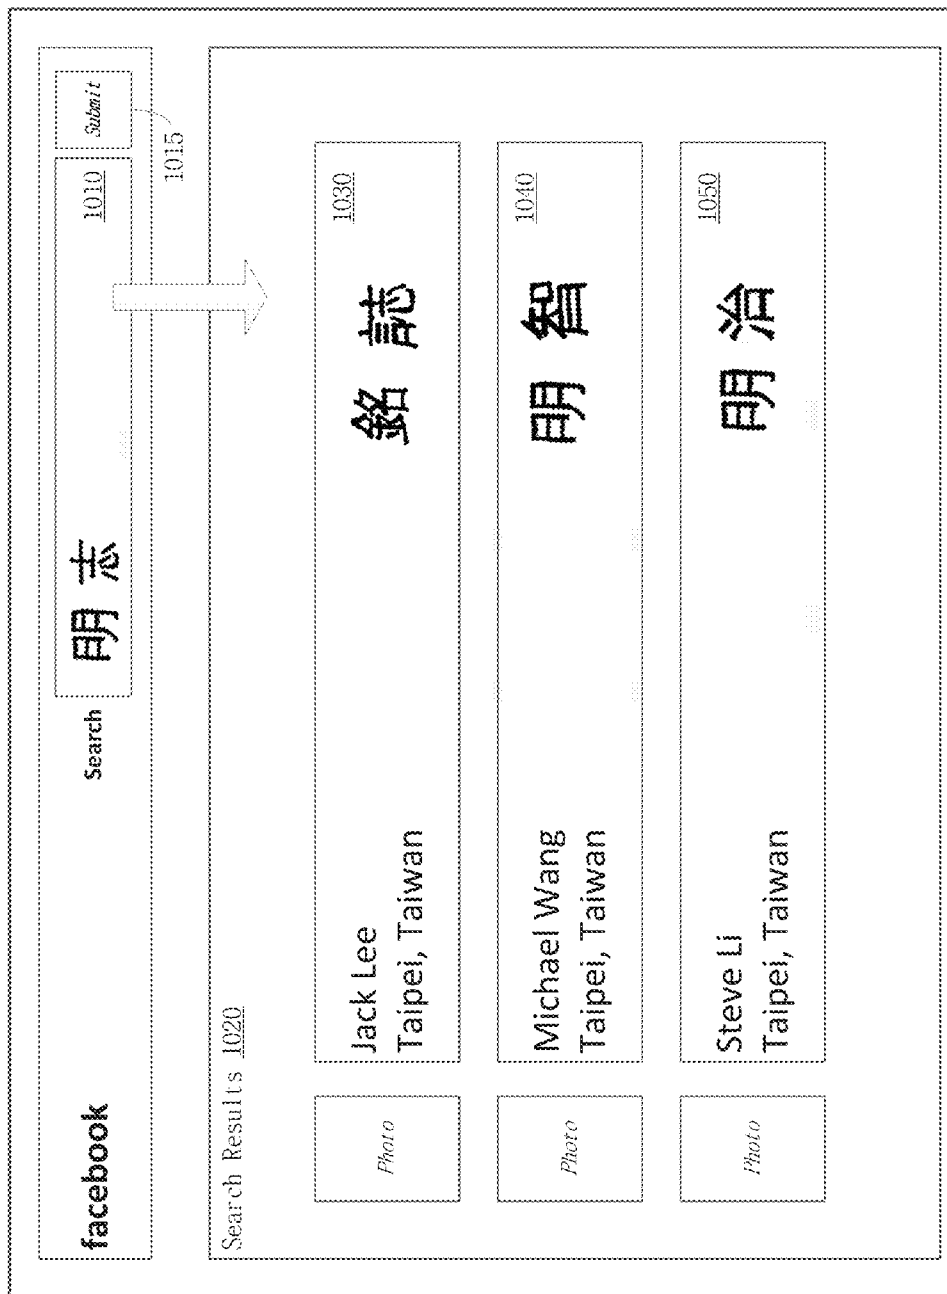 facebook Search 明志 1010 Submit
1015
Search Results 1020
Photo
Jack Lee
Taipei, Taiwan
銘誌
1030
Photo
Michael Wang
Taipei, Taiwan
明智
1040
Photo
Steve Li
Taipei, Taiwan
明治
1050